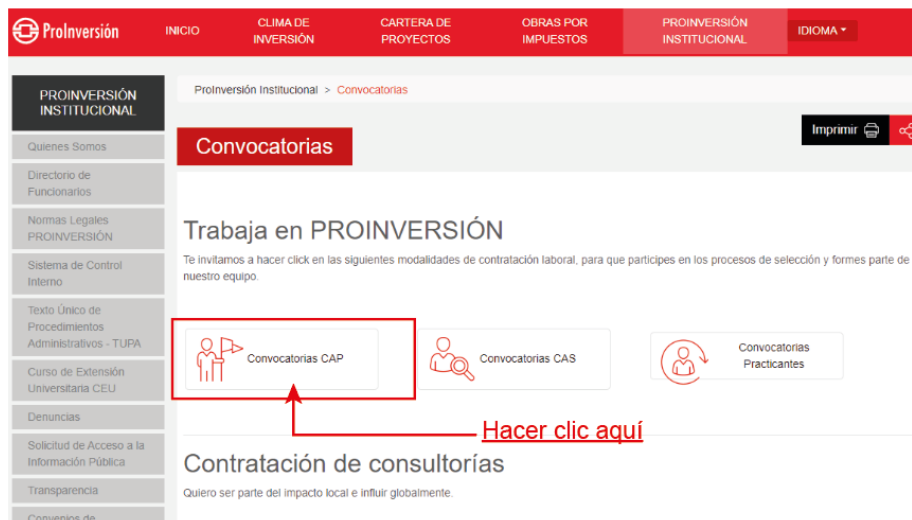 ProInversión
INICIO
CLIMA DE
INVERSIÓN
CARTERA DE
PROYECTOS
OBRAS POR
IMPUESTOS
PROINVERSIÓN
INSTITUCIONAL
IDIOMA
PROINVERSIÓN
INSTITUCIONAL
Quienes Somos
Directorio de
Funcionarios
Normas Legales
PROINVERSIÓN
Sistema de Control
Interno
Texto Único de
Procedimientos
Administrativos - TUPA
Curso de Extensión
Universitaria CEU
Denuncias
Solicitud de Acceso a la
Información Pública
Transparencia
Convenios de
ProInversión Institucional > Convocatorias
Imprimir
Convocatorias
Trabaja en PROINVERSIÓN
Te invitamos a hacer click en las siguientes modalidades de contratación laboral, para que participes en los procesos de selección y formes parte de
nuestro equipo.
Convocatorias CAP
Convocatorias CAS
Convocatorias
Practicantes
Hacer clic aquí
Contratación de consultorías
Quiero ser parte del impacto local e influir globalmente.